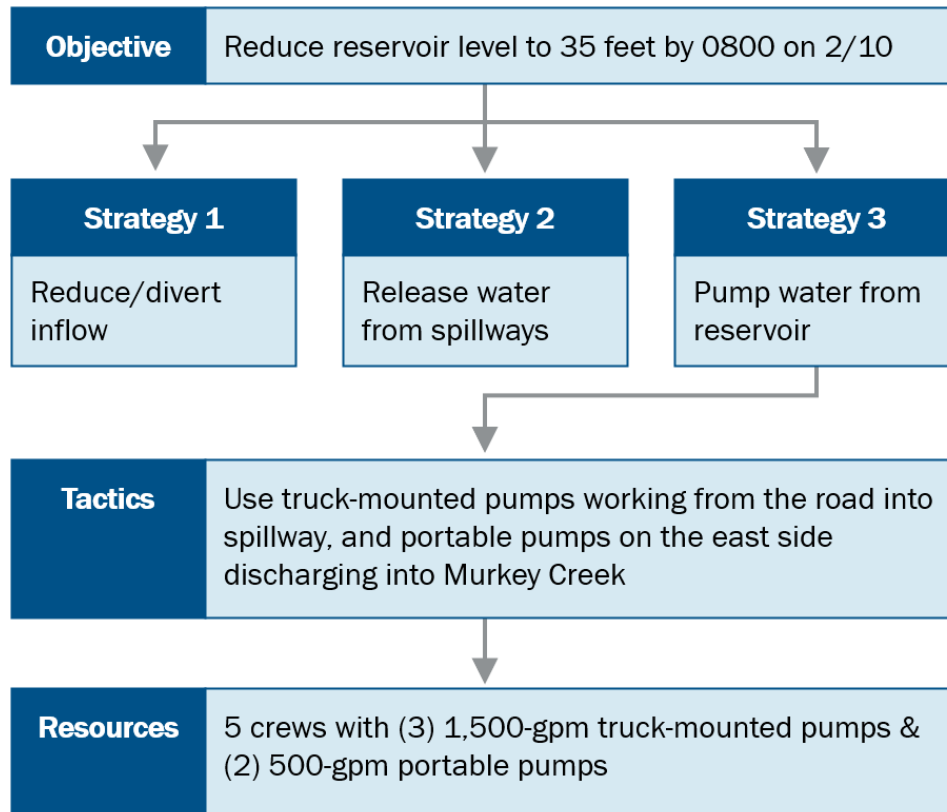 Objective
Reduce reservoir level to 35 feet by 0800 on 2/10
Strategy 1
Reduce/divert
inflow
Strategy 2
Release water
from spillways
Strategy 3
Pump water from
reservoir
Tactics
Use truck-mounted pumps working from the road into
spillway, and portable pumps on the east side
discharging into Murkey Creek
Resources
5 crews with (3) 1,500-gpm truck-mounted pumps &
(2) 500-gpm portable pumps